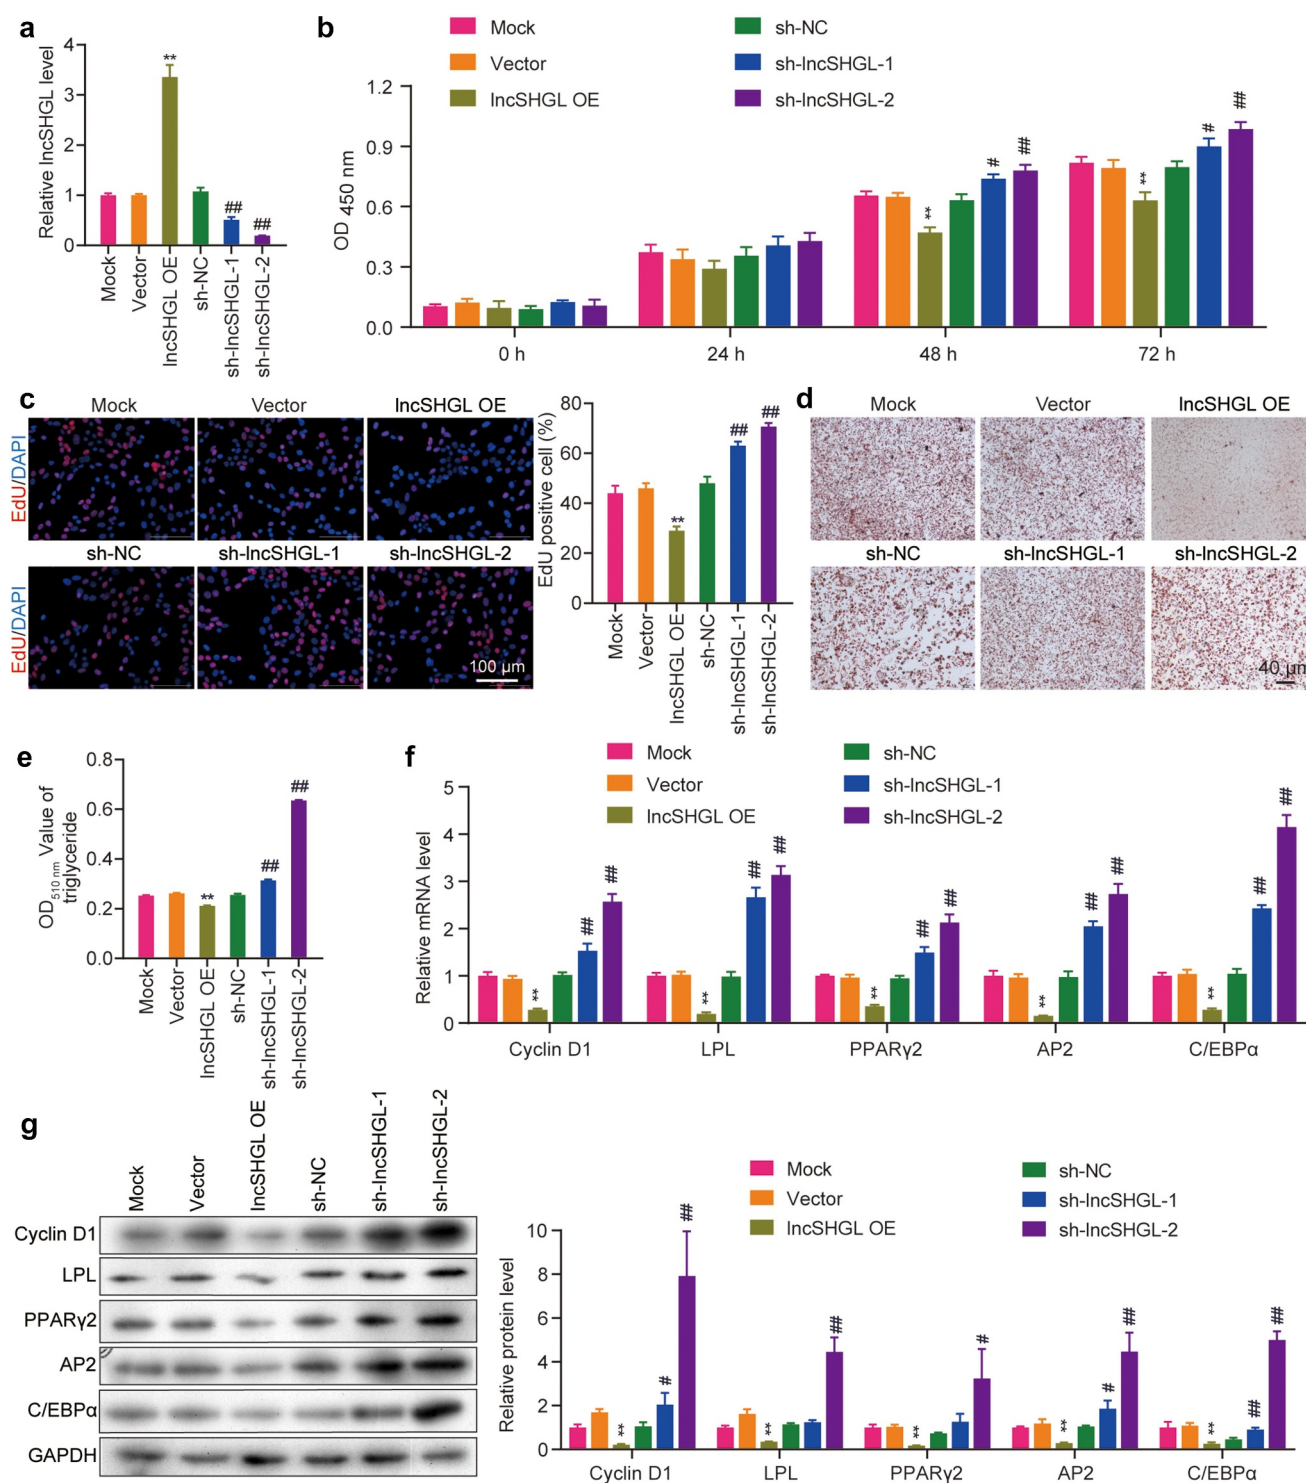 a
Relative lncSHGL level
4
3
2
1
0
**
##
##
Mock
Vector
lncSHGL OE
sh-NC
sh-lncSHGL-1
sh-lncSHGL-2
b
Mock
Vector
lncSHGL OE
sh-NC
sh-lncSHGL-1
sh-lncSHGL-2
OD 450 nm
1.2
0.9
0.6
0.3
0.0
**
#
##
**
#
##
0 h
24 h
48 h
72 h
c
Mock
Vector
lncSHGL OE
EdU/DAPI
sh-NC
sh-lncSHGL-1
sh-lncSHGL-2
EdU/DAPI
100 µm
EdU positive cell (%)
80
60
40
20
0
**
##
##
Mock
Vector
lncSHGL OE
sh-NC
sh-lncSHGL-1
sh-lncSHGL-2
d
Mock
Vector
lncSHGL OE
sh-NC
sh-lncSHGL-1
sh-lncSHGL-2
40 µm
e
OD510 nm Value of
triglyceride
0.8
0.6
0.4
0.2
0.0
**
##
##
Mock
Vector
lncSHGL OE
sh-NC
sh-lncSHGL-1
sh-lncSHGL-2
f
Mock
Vector
lncSHGL OE
sh-NC
sh-lncSHGL-1
sh-lncSHGL-2
Relative mRNA level
5
4
3
2
1
0
**
##
##
**
##
##
**
##
##
**
##
##
**
##
##
Cyclin D1
LPL
PPARγ2
AP2
C/EBPα
g
Mock
Vector
lncSHGL OE
sh-NC
sh-lncSHGL-1
sh-lncSHGL-2
Cyclin D1
LPL
PPARγ2
AP2
C/EBPα
GAPDH
Mock
Vector
lncSHGL OE
sh-NC
sh-lncSHGL-1
sh-lncSHGL-2
Relative protein level
10
8
6
4
2
0
**
#
##
**
##
**
#
**
#
##
**
##
##
Cyclin D1
LPL
PPARγ2
AP2
C/EBPα